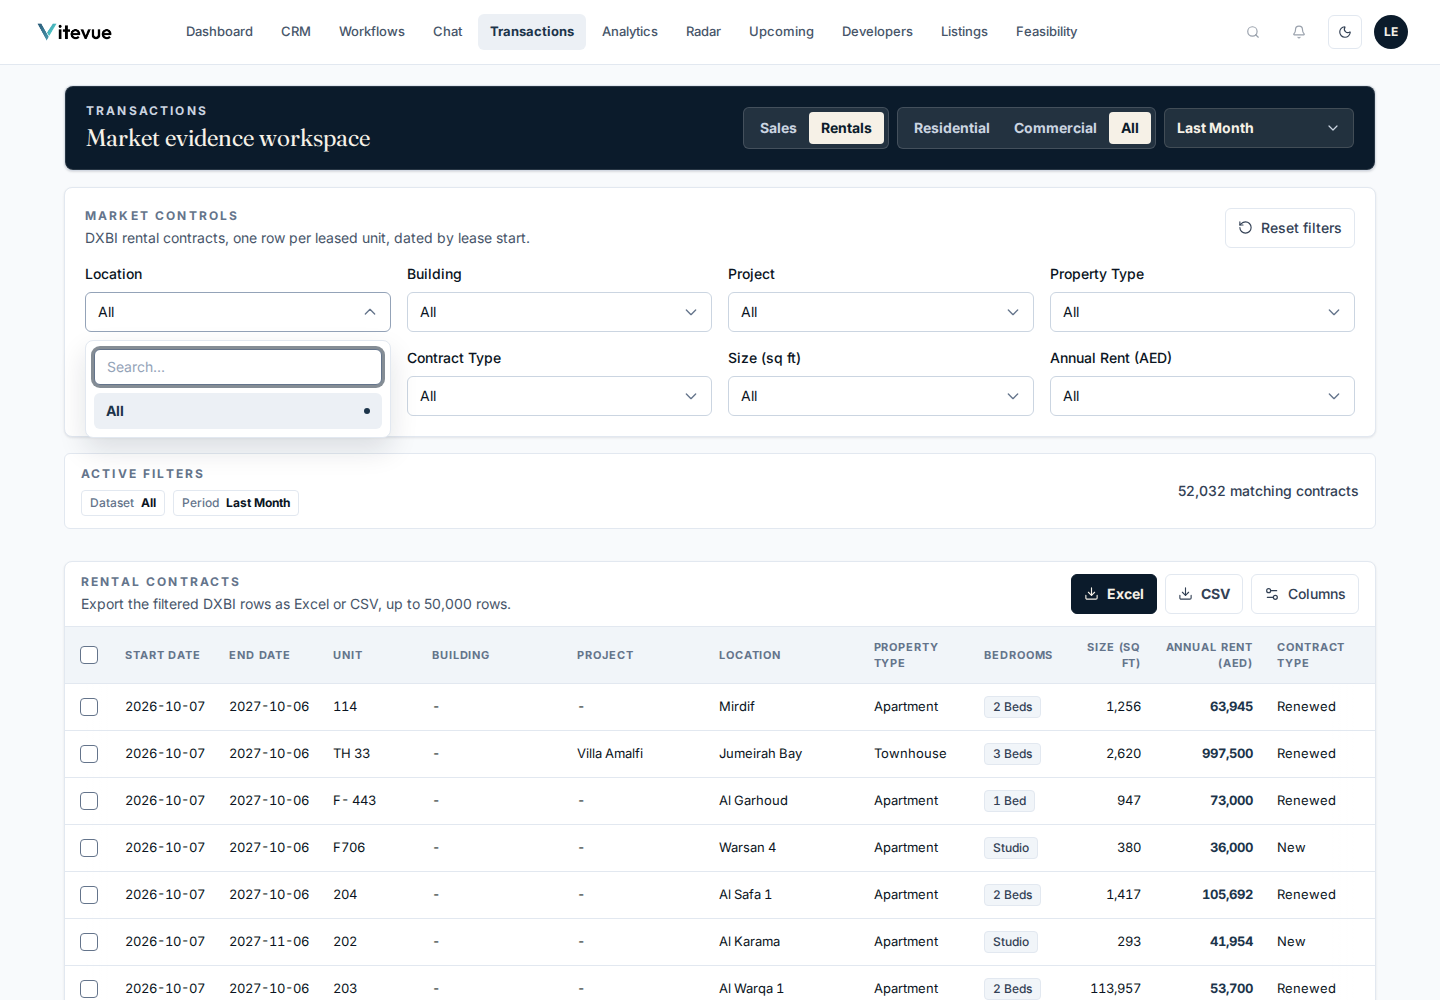 Vitevue
Dashboard CRM Workflows Chat Transactions Analytics Radar Upcoming Developers Listings Feasibility LE
TRANSACTIONS
Market evidence workspace
Sales Rentals Residential Commercial All Last Month
MARKET CONTROLS
DXBI rental contracts, one row per leased unit, dated by lease start.
Reset filters
Location Building Project Property Type
All All All All
Search...
All
Contract Type Size (sq ft) Annual Rent (AED)
All All All
ACTIVE FILTERS
Dataset All Period Last Month
52,032 matching contracts
RENTAL CONTRACTS
Export the filtered DXBI rows as Excel or CSV, up to 50,000 rows.
Excel CSV Columns
START DATE END DATE UNIT BUILDING PROJECT LOCATION PROPERTY TYPE BEDROOMS SIZE (SQ FT) ANNUAL RENT (AED) CONTRACT TYPE
2026-10-07 2027-10-06 114 - - Mirdif Apartment 2 Beds 1,256 63,945 Renewed
2026-10-07 2027-10-06 TH 33 - Villa Amalfi Jumeirah Bay Townhouse 3 Beds 2,620 997,500 Renewed
2026-10-07 2027-10-06 F- 443 - - Al Garhoud Apartment 1 Bed 947 73,000 Renewed
2026-10-07 2027-10-06 F706 - - Warsan 4 Apartment Studio 380 36,000 New
2026-10-07 2027-10-06 204 - - Al Safa 1 Apartment 2 Beds 1,417 105,692 Renewed
2026-10-07 2027-11-06 202 - - Al Karama Apartment Studio 293 41,954 New
2026-10-07 2027-10-06 203 - - Al Warqa 1 Apartment 2 Beds 113,957 53,700 Renewed